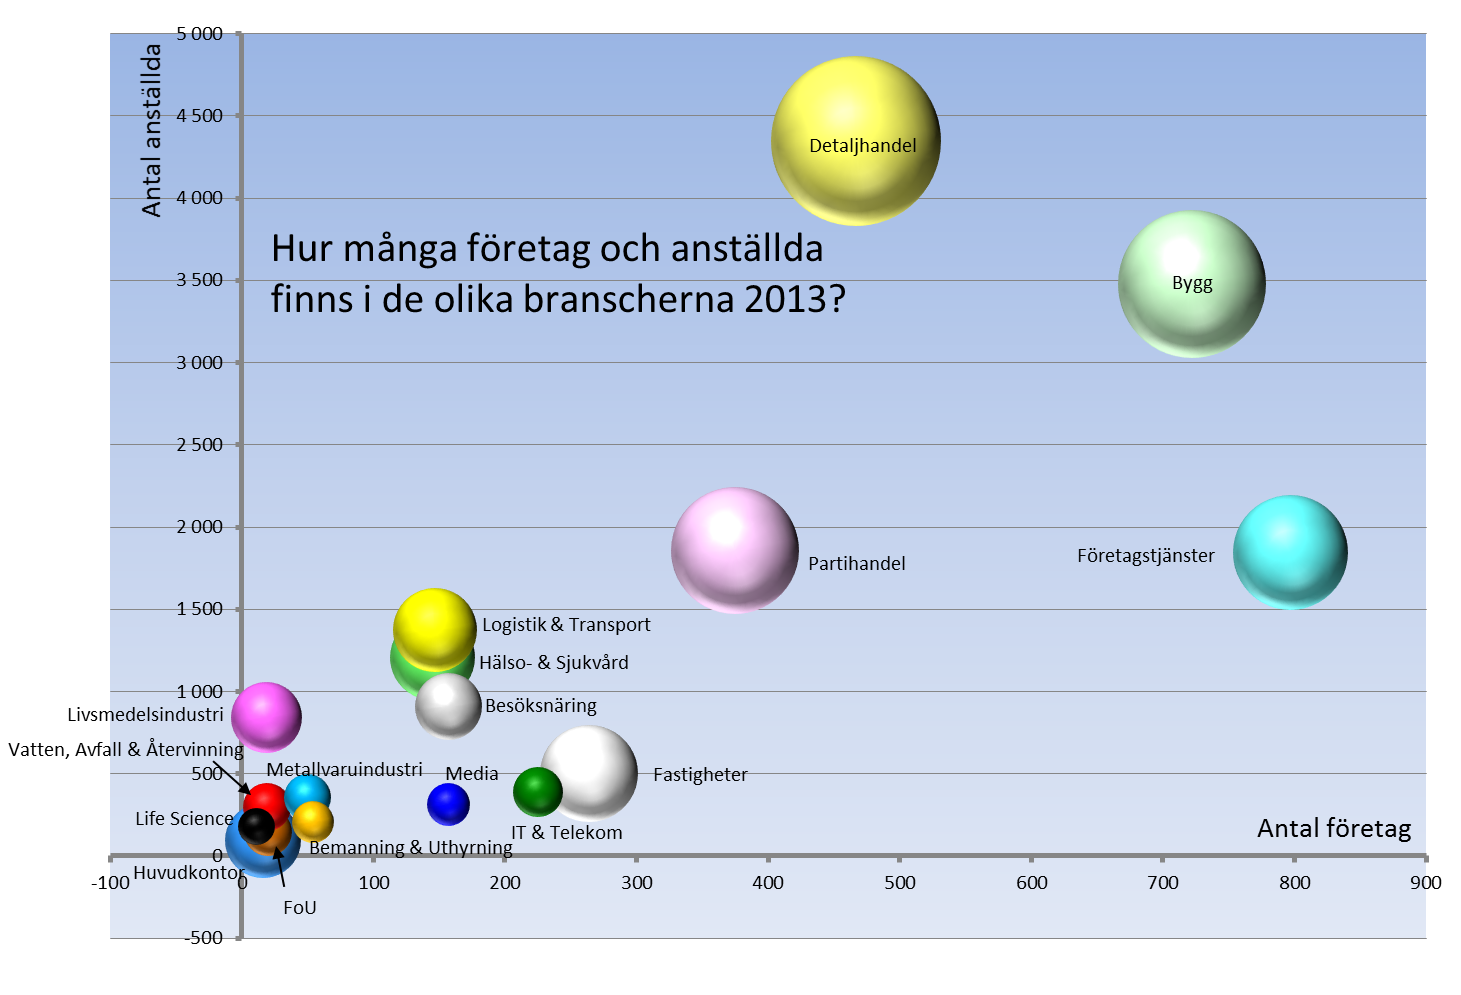 Antal anställda
5 000
4 500
4 000
3 500
3 000
2 500
2 000
1 500
1 000
500
0
-500
Hur många företag och anställda
finns i de olika branscherna 2013?
Detaljhandel
Bygg
Partihandel
Företagstjänster
Logistik & Transport
Hälso- & Sjukvård
Besöksnäring
Livsmedelsindustri
Vatten, Avfall & Återvinning
Metallvaruindustri
Media
Fastigheter
Life Science
IT & Telekom
Bemanning & Uthyrning
Huvudkontor
FoU
Antal företag
-100 0 100 200 300 400 500 600 700 800 900